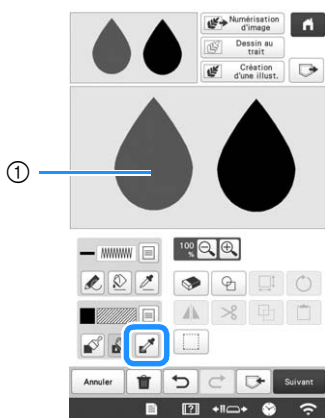 Numérisation
d'image
Dessin au
trait
Création
d'une illust.
①
100
%
Annuler
Suivant